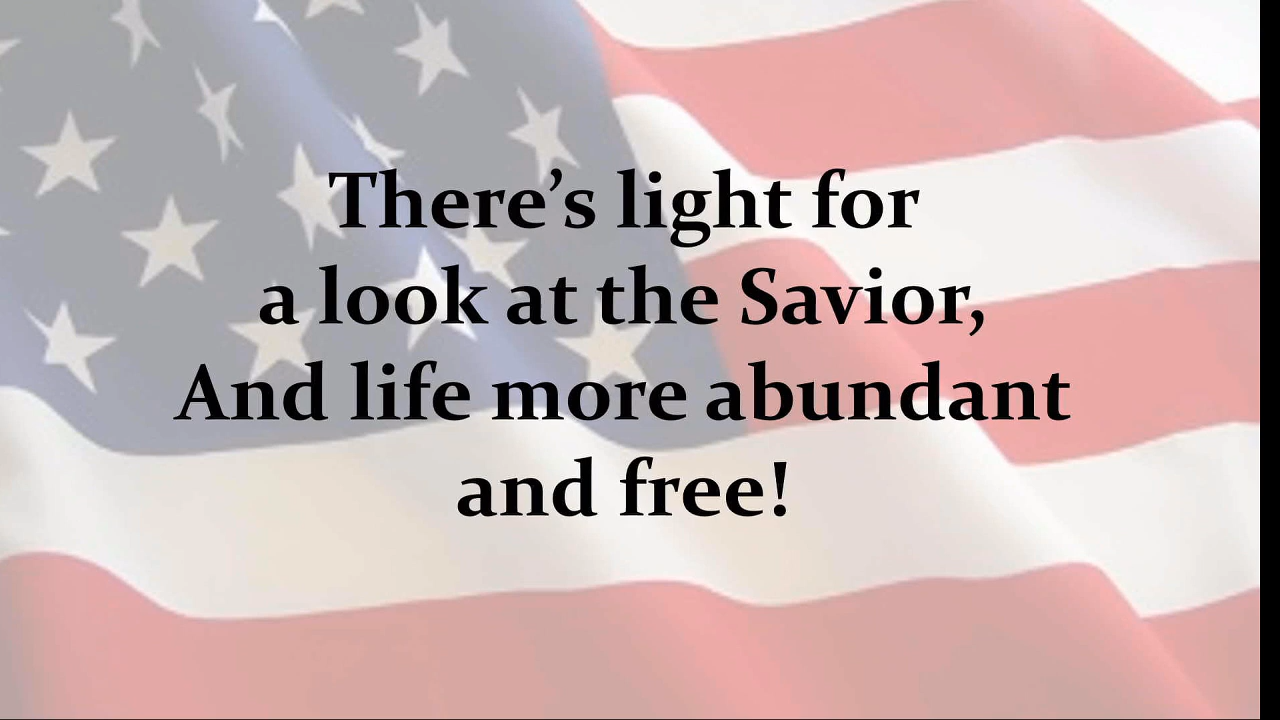 There’s light for
a look at the Savior,
And life more abundant
and free!